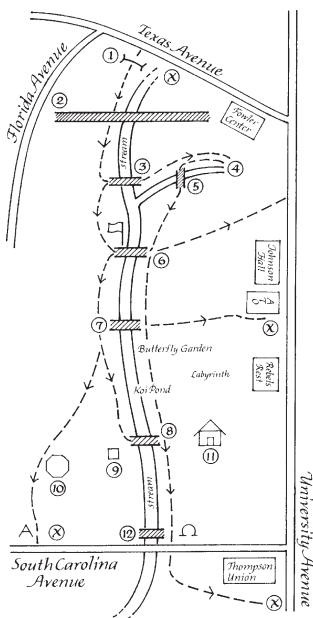 Texas Avenue
Florida Avenue
1
X
2
Fowler
Center
stream
3
4
5
6
Johnson
Hall
ATO
7
X
Butterfly Garden
Labyrinth
Rebels
Rest
Koi Pond
8
9
10
11
stream
12
A
X
Ω
South Carolina
Avenue
Thompson
Union
X
University Avenue